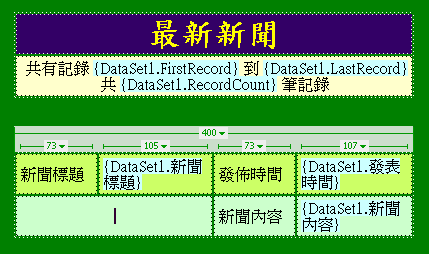 最新新聞
共有記錄 {DataSet1.FirstRecord} 到 {DataSet1.LastRecord}
共 {DataSet1.RecordCount} 筆記錄
400
73 105 73 107
新聞標題 {DataSet1.新聞標題} 發佈時間 {DataSet1.發表時間}
新聞內容 {DataSet1.新聞內容}